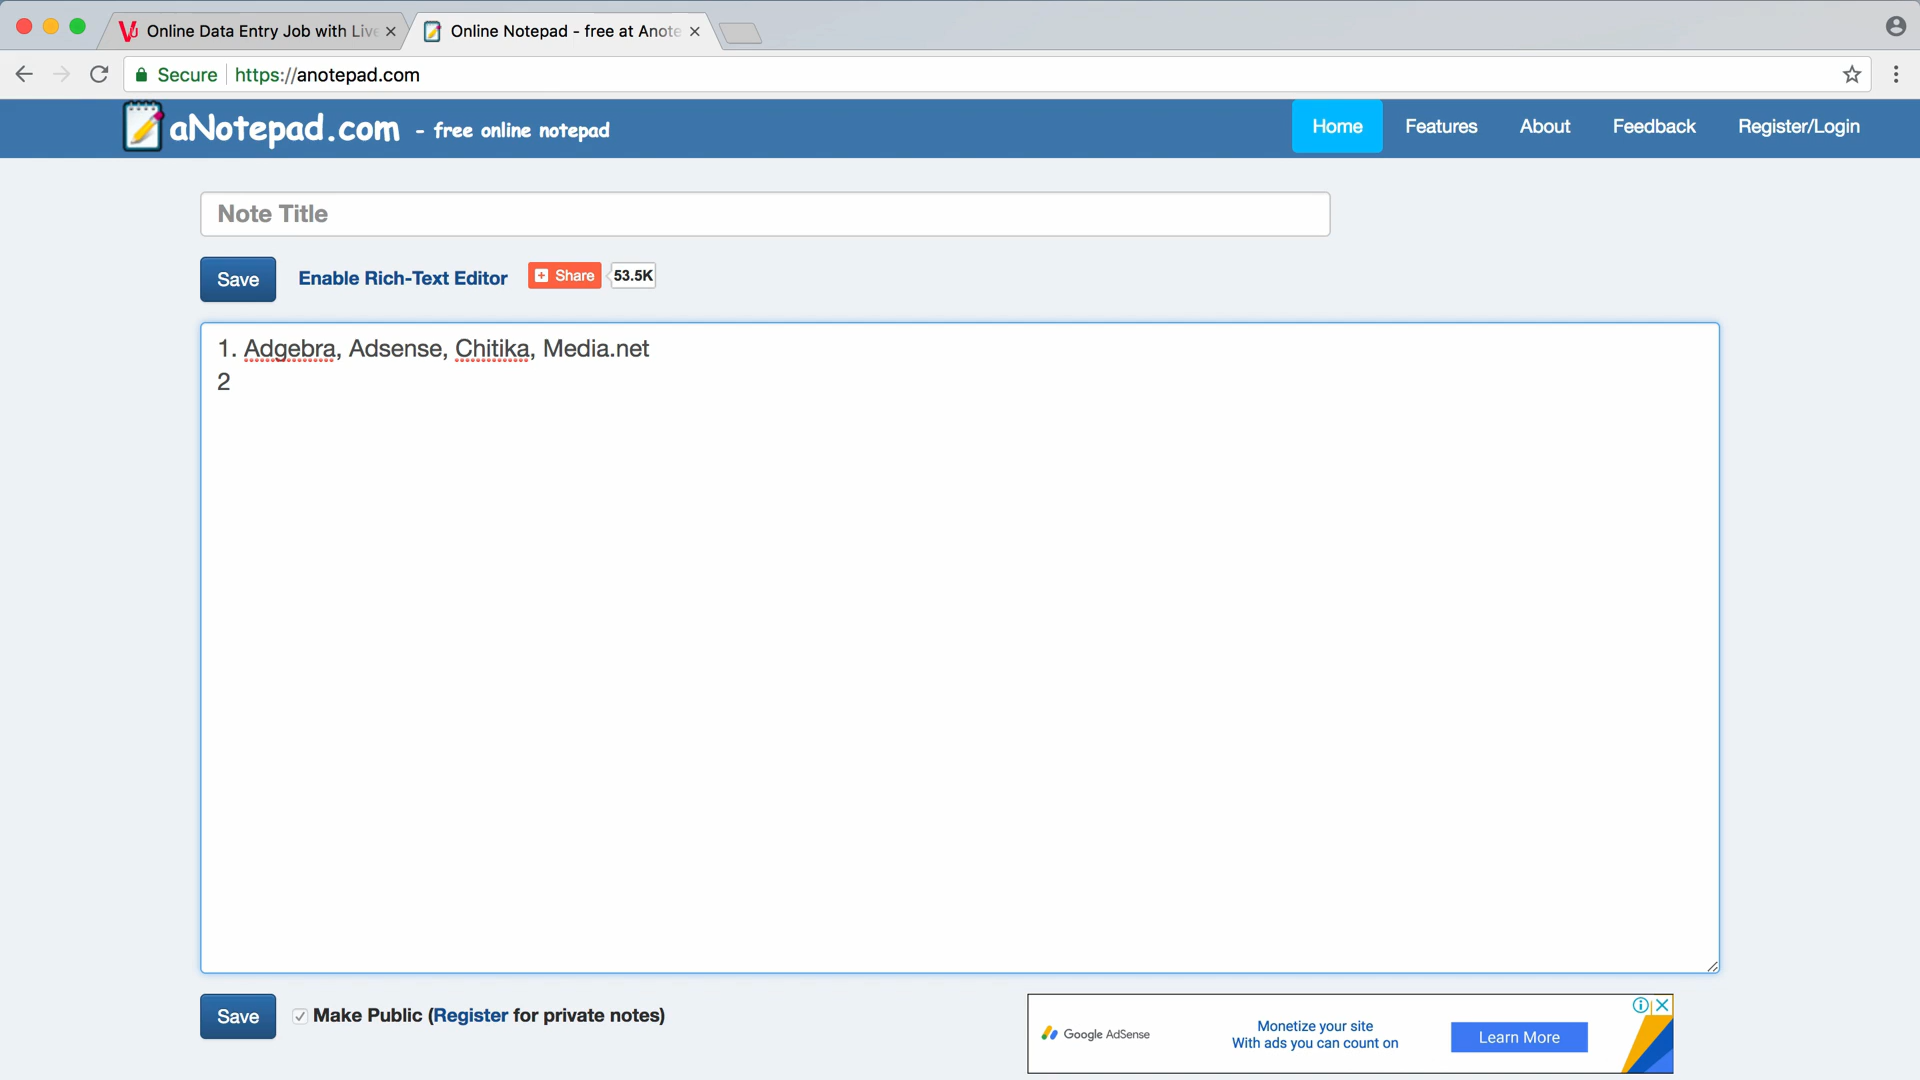 Online Data Entry Job with Live
Online Notepad - free at Anote
Secure https://anotepad.com
aNotepad.com - free online notepad
Home Features About Feedback Register/Login
Note Title
Save Enable Rich-Text Editor Share 53.5K
1. Adgebra, Adsense, Chitika, Media.net
2
Save Make Public (Register for private notes)
Google AdSense
Monetize your site
With ads you can count on
Learn More